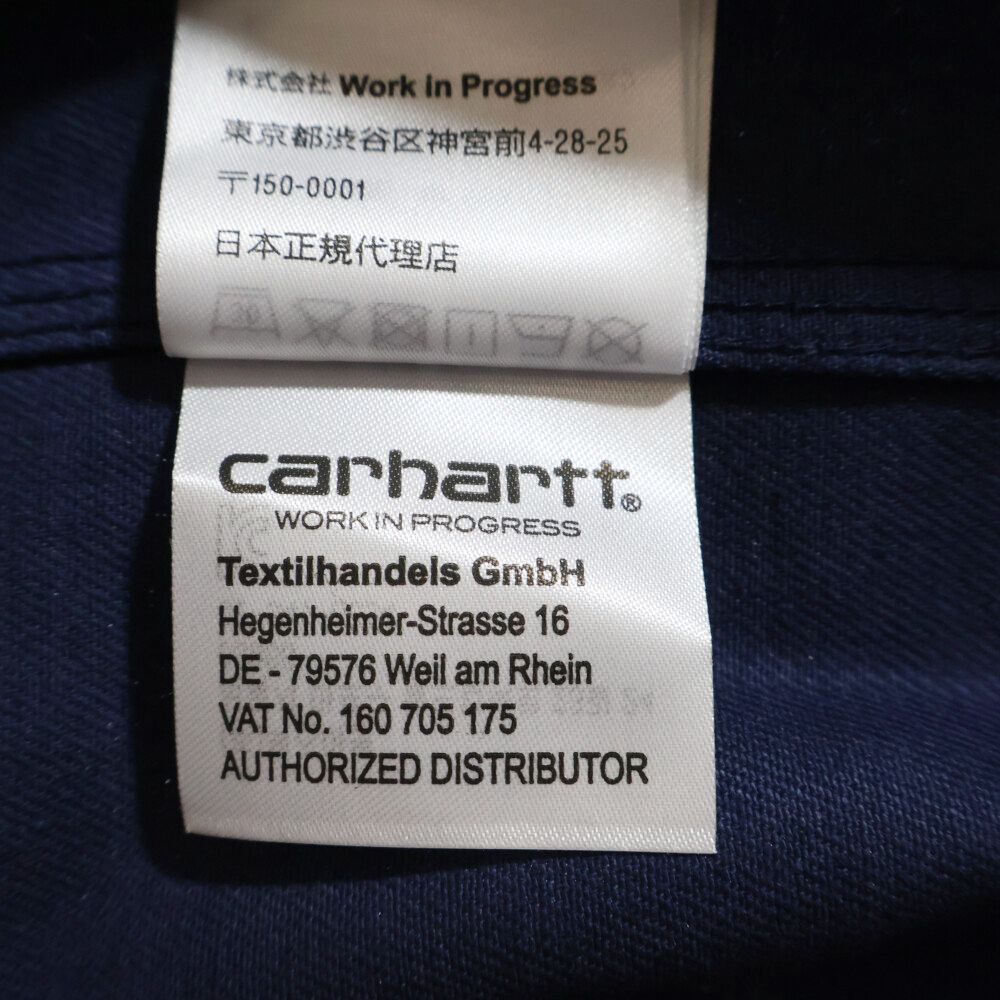 株式会社 Work in Progress
東京都渋谷区神宮前4-28-25
〒150-0001
日本正規代理店
carhartt®
WORK IN PROGRESS
Textilhandels GmbH
Hegenheimer-Strasse 16
DE - 79576 Weil am Rhein
VAT No. 160 705 175
AUTHORIZED DISTRIBUTOR